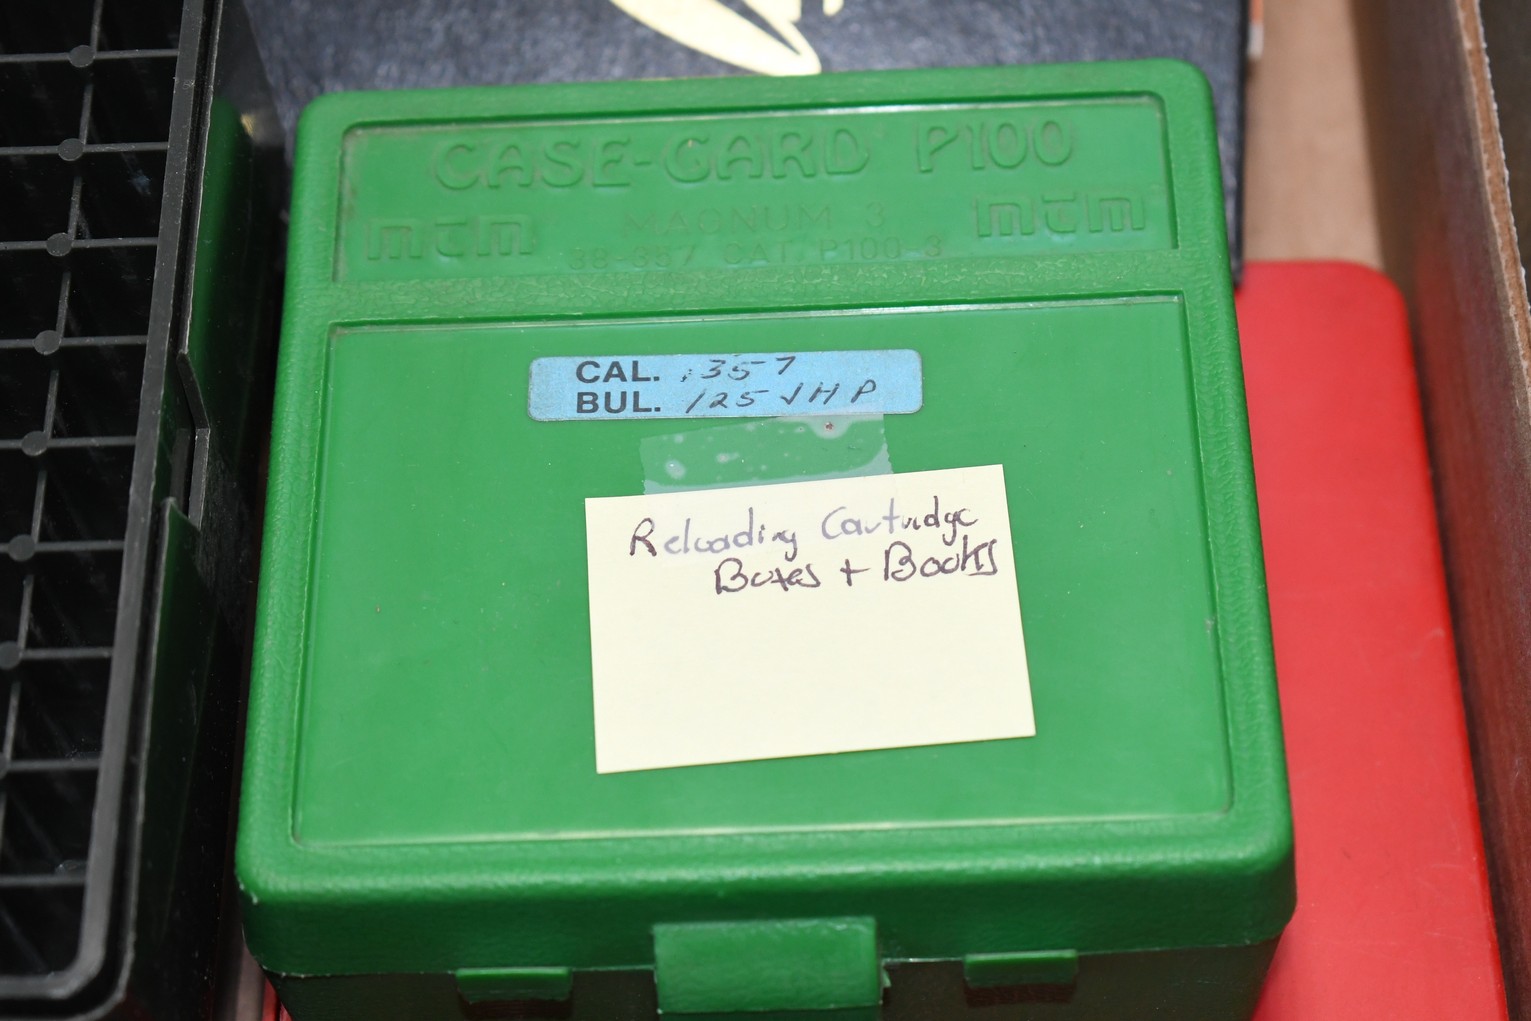 CASE-GARD P100
mtm MAGNUM 3 mtm
38-357 CAT. P100-3
CAL. .357
BUL. 125 JHP
Reloading Cartridge
Boxes + Books